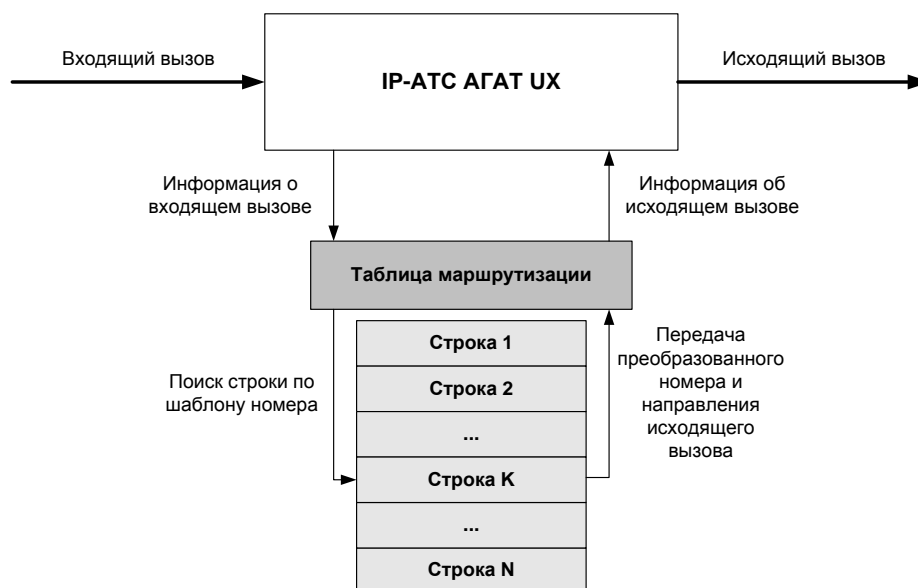 Входящий вызов
IP-АТС АГАТ UX
Исходящий вызов
Информация о
входящем вызове
Информация об
исходящем вызове
Таблица маршрутизации
Строка 1
Строка 2
...
Строка K
...
Строка N
Поиск строки по
шаблону номера
Передача
преобразованного
номера и
направления
исходящего
вызова